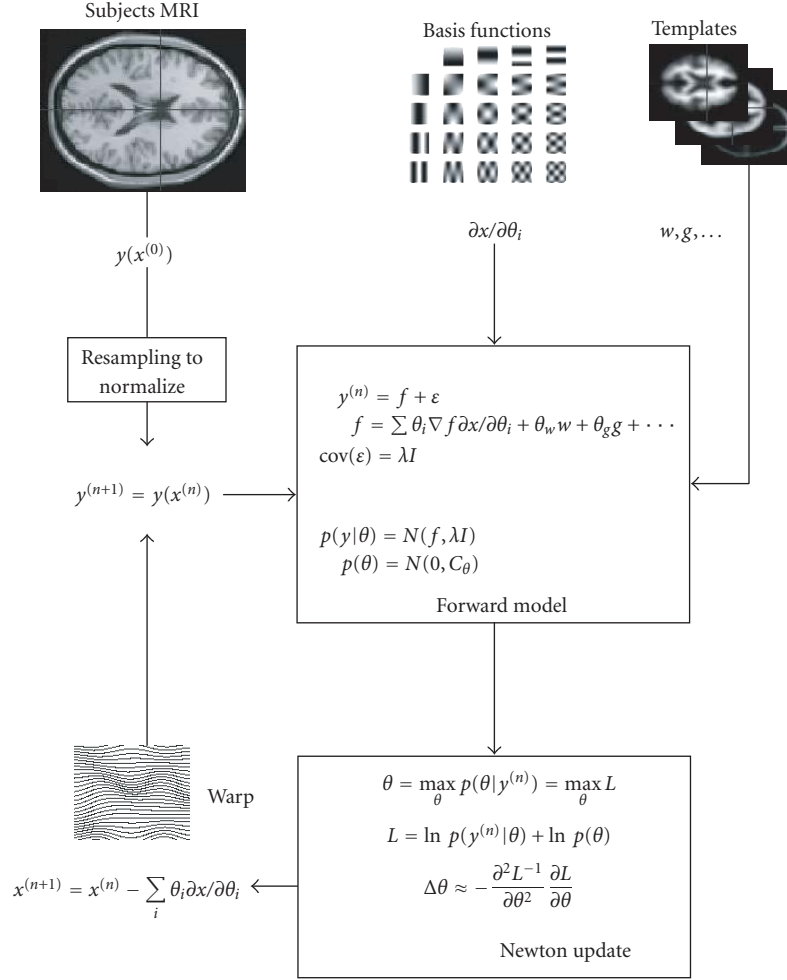 Subjects MRI
Basis functions
Templates
y(x^{(0)})
∂x/∂θ_i
w, g, . . .
Resampling to
normalize
y^{(n)} = f + ε
f = ∑ θ_i ∇ f ∂x/∂θ_i + θ_w w + θ_g g + · · ·
cov(ε) = λI
y^{(n+1)} = y(x^{(n)})
p(y|θ) = N(f, λI)
p(θ) = N(0, C_θ)
Forward model
Warp
θ = max_θ p(θ|y^{(n)}) = max_θ L
L = ln p(y^{(n)}|θ) + ln p(θ)
x^{(n+1)} = x^{(n)} − ∑_i θ_i ∂x/∂θ_i
Δθ ≈ − ∂²L^{−1}/∂θ² ∂L/∂θ
Newton update